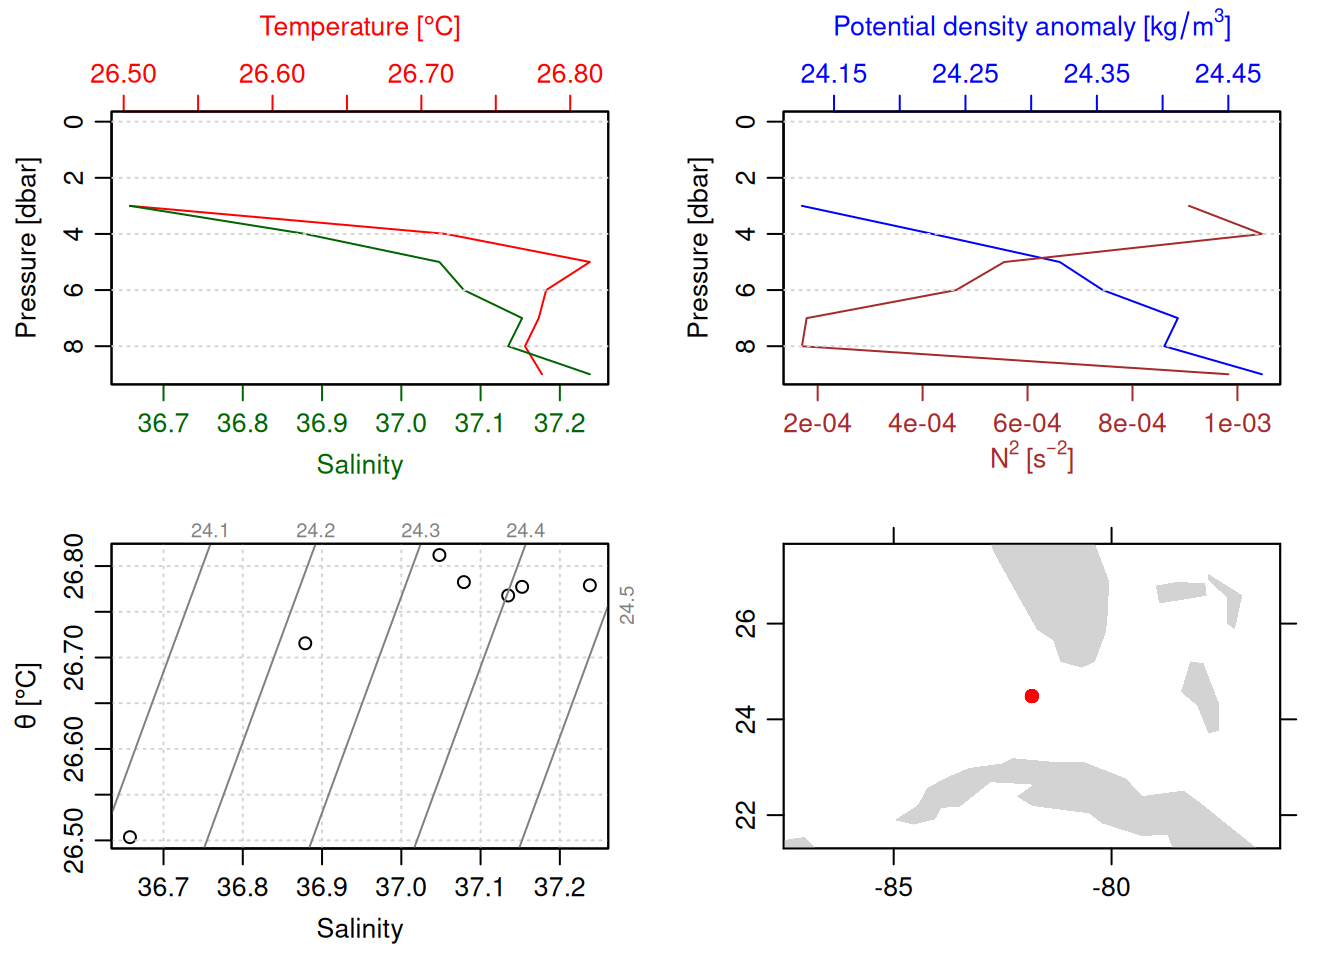 Temperature [°C]
26.50 26.60 26.70 26.80
Pressure [dbar]
0
2
4
6
8
36.7 36.8 36.9 37.0 37.1 37.2
Salinity
Potential density anomaly [kg/m³]
24.15 24.25 24.35 24.45
Pressure [dbar]
0
2
4
6
8
2e-04 4e-04 6e-04 8e-04 1e-03
N² [s⁻²]
24.1 24.2 24.3 24.4
24.5
θ [°C]
26.80
26.70
26.60
26.50
36.7 36.8 36.9 37.0 37.1 37.2
Salinity
26
24
22
-85 -80